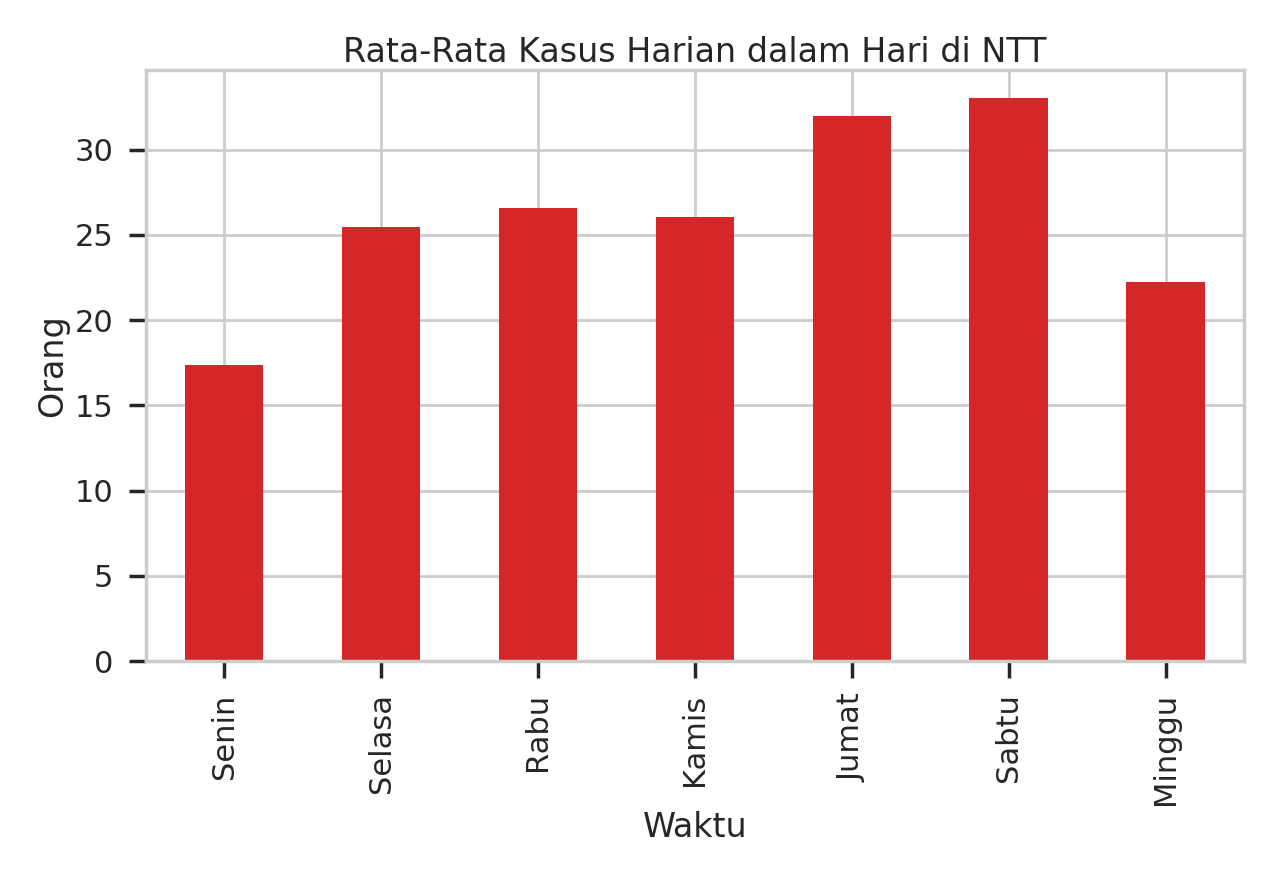 Rata-Rata Kasus Harian dalam Hari di NTT
Orang
30
25
20
15
10
5
0
Senin
Selasa
Rabu
Kamis
Jumat
Sabtu
Minggu
Waktu